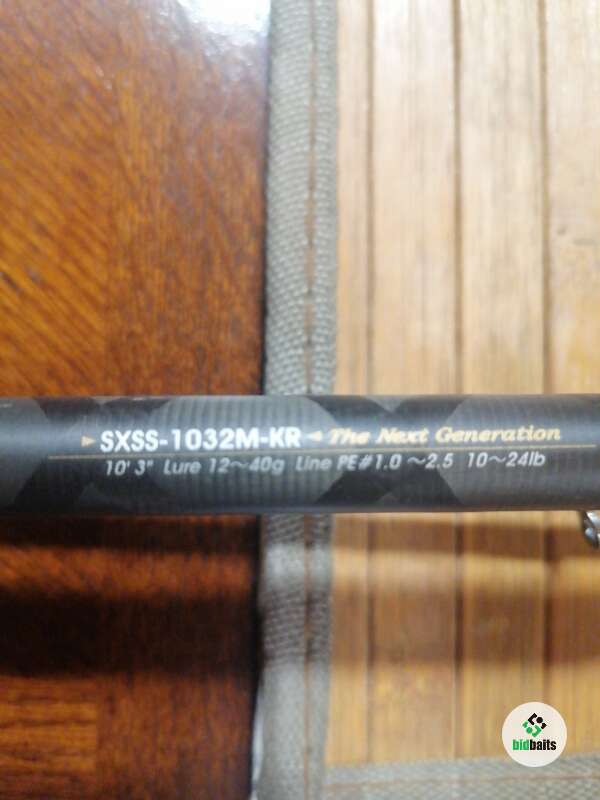 SXSS-1032M-KR The Next Generation
10' 3" Lure 12~40g Line PE#1.0 ~2.5 10~24lb
bidbaits